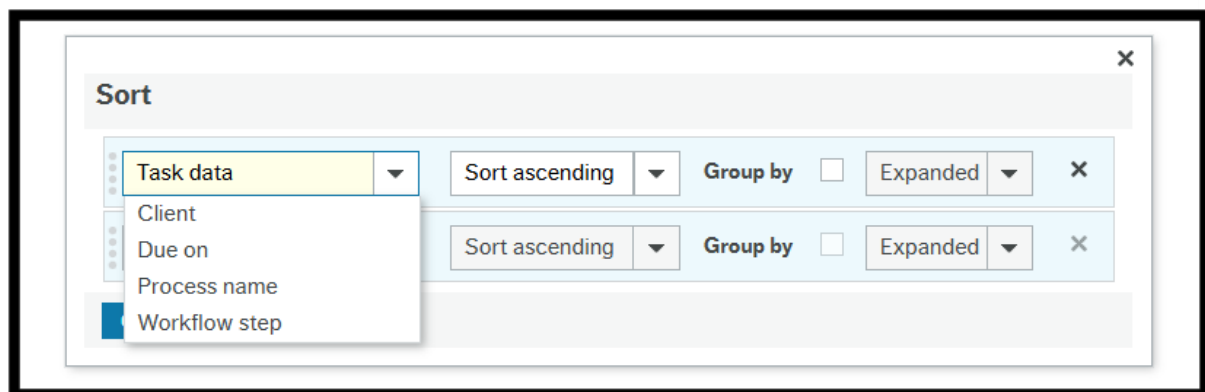 ×
Sort
Task data Sort ascending Group by Expanded ×
Client
Due on Sort ascending Group by Expanded ×
Process name
Workflow step